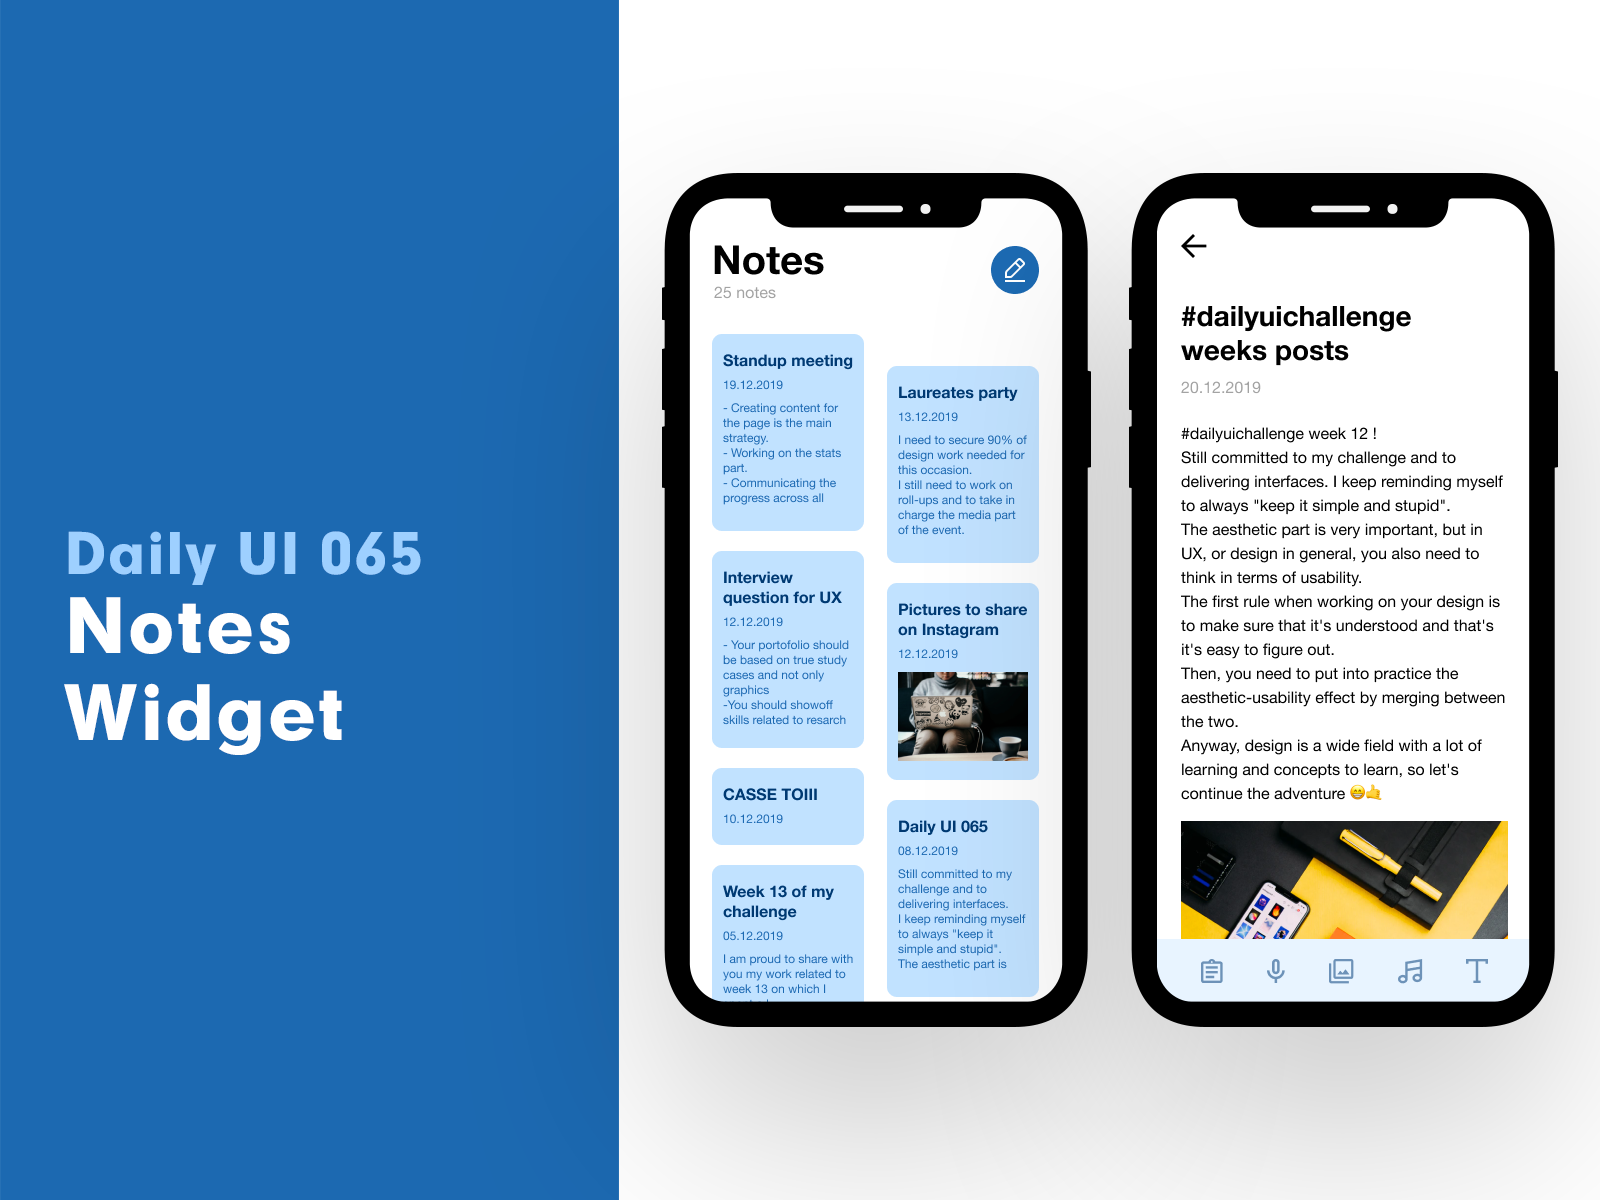 Daily UI 065
Notes
Widget
Notes
25 notes
Standup meeting
19.12.2019
- Creating content for
the page is the main
strategy.
- Working on the stats
part.
- Communicating the
progress across all
Interview
question for UX
12.12.2019
- Your portofolio should
be based on true study
cases and not only
graphics
-You should showoff
skills related to resarch
CASSE TOIII
10.12.2019
Week 13 of my
challenge
05.12.2019
I am proud to share with
you my work related to
week 13 on which I
Laureates party
13.12.2019
I need to secure 90% of
design work needed for
this occasion.
I still need to work on
roll-ups and to take in
charge the media part
of the event.
Pictures to share
on Instagram
12.12.2019
Daily UI 065
08.12.2019
Still committed to my
challenge and to
delivering interfaces.
I keep reminding myself
to always "keep it
simple and stupid".
The aesthetic part is
#dailyuichallenge
weeks posts
20.12.2019
#dailyuichallenge week 12 !
Still committed to my challenge and to
delivering interfaces. I keep reminding myself
to always "keep it simple and stupid".
The aesthetic part is very important, but in
UX, or design in general, you also need to
think in terms of usability.
The first rule when working on your design is
to make sure that it's understood and that's
it's easy to figure out.
Then, you need to put into practice the
aesthetic-usability effect by merging between
the two.
Anyway, design is a wide field with a lot of
learning and concepts to learn, so let's
continue the adventure 😁🤙